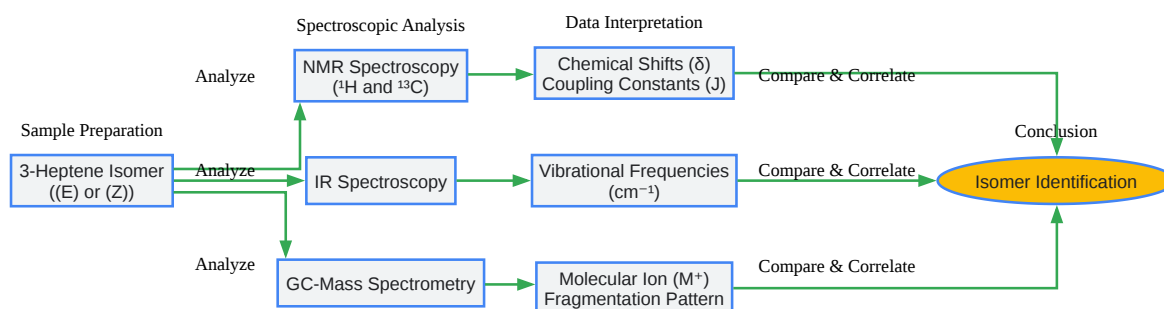 Spectroscopic Analysis
Data Interpretation
Analyze
NMR Spectroscopy
(¹H and ¹³C)
Chemical Shifts (δ)
Coupling Constants (J)
Compare & Correlate
Sample Preparation
Conclusion
3-Heptene Isomer
((E) or (Z))
Analyze
IR Spectroscopy
Vibrational Frequencies
(cm⁻¹)
Compare & Correlate
Isomer Identification
Analyze
GC-Mass Spectrometry
Molecular Ion (M⁺)
Fragmentation Pattern
Compare & Correlate